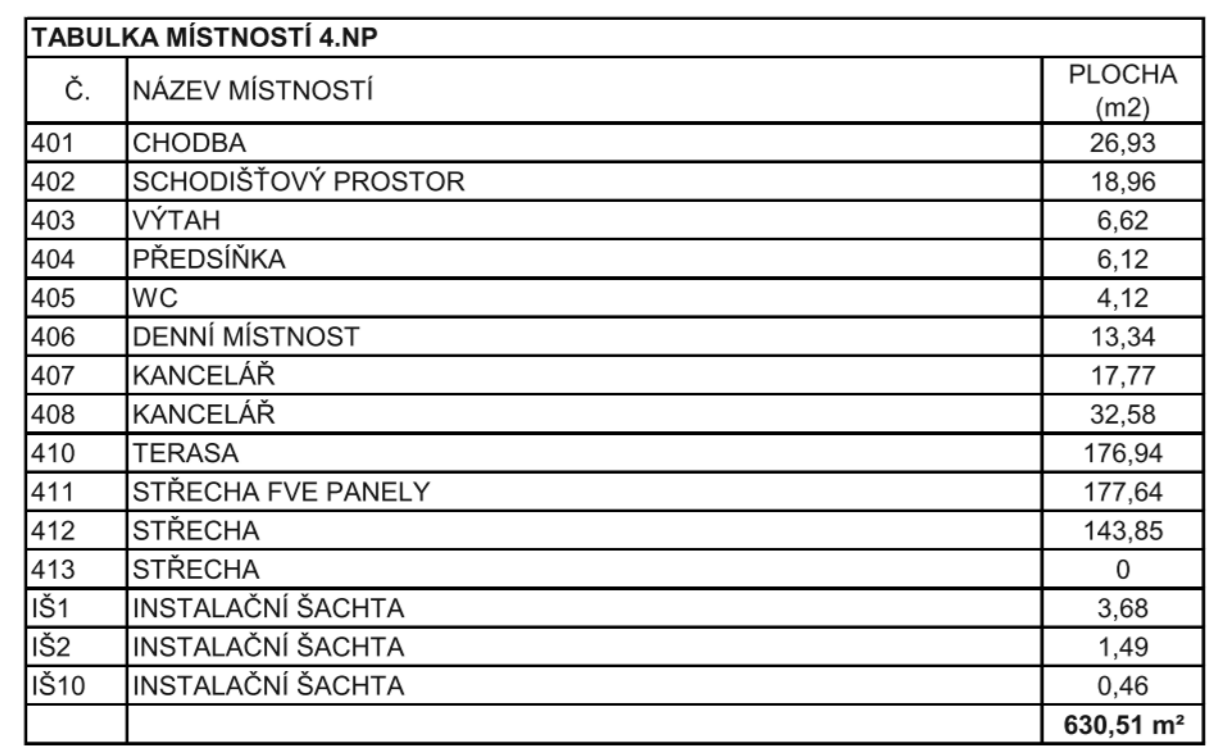 TABULKA MÍSTNOSTÍ 4.NP
Č. NÁZEV MÍSTNOSTÍ PLOCHA
(m2)
401 CHODBA 26,93
402 SCHODIŠŤOVÝ PROSTOR 18,96
403 VÝTAH 6,62
404 PŘEDSÍŇKA 6,12
405 WC 4,12
406 DENNÍ MÍSTNOST 13,34
407 KANCELÁŘ 17,77
408 KANCELÁŘ 32,58
410 TERASA 176,94
411 STŘECHA FVE PANELY 177,64
412 STŘECHA 143,85
413 STŘECHA 0
IŠ1 INSTALAČNÍ ŠACHTA 3,68
IŠ2 INSTALAČNÍ ŠACHTA 1,49
IŠ10 INSTALAČNÍ ŠACHTA 0,46
630,51 m²